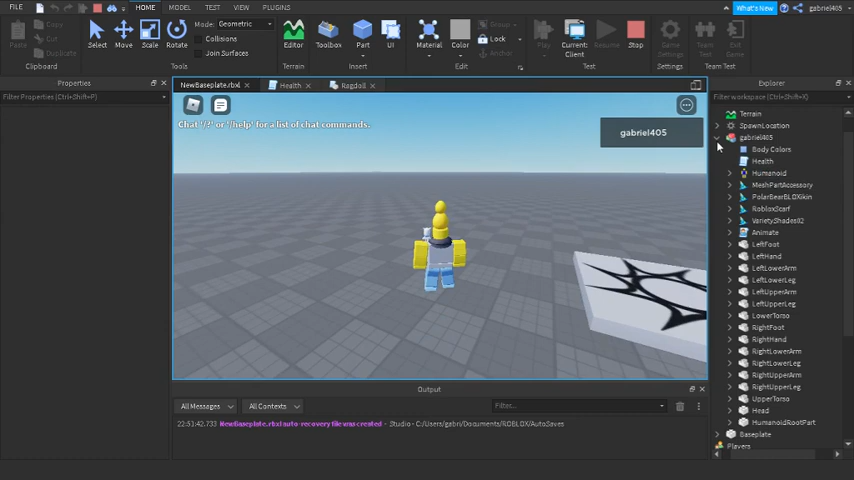 FILE
HOME
MODEL
TEST
VIEW
PLUGINS
What's New
gabriel405
Paste
Copy
Cut
Duplicate
Clipboard
Select
Move
Scale
Rotate
Mode: Geometric
Collisions
Join Surfaces
Tools
Editor
Terrain
Toolbox
Part
UI
Insert
Material
Color
Group
Lock
Anchor
Edit
Play
Current: Client
Resume
Stop
Test
Game Settings
Settings
Team Test
Exit Game
Team Test
Properties
Filter Properties (Ctrl+Shift+P)
NewBaseplate.rbxl
Health
Ragdoll
Chat '/?' or '/help' for a list of chat commands.
gabriel405
Output
All Messages
All Contexts
Filter...
22:51:42.733 NewBaseplate.rbxl auto-recovery file was created - Studio - C:/Users/gabri/Documents/ROBLOX/AutoSaves
Explorer
Filter workspace (Ctrl+Shift+X)
Terrain
SpawnLocation
gabriel405
Body Colors
Health
Humanoid
MeshPartAccessory
PolarBearBLOXikin
RobloxScarf
VarietyShades02
Animate
LeftFoot
LeftHand
LeftLowerArm
LeftLowerLeg
LeftUpperArm
LeftUpperLeg
LowerTorso
RightFoot
RightHand
RightLowerArm
RightLowerLeg
RightUpperArm
RightUpperLeg
UpperTorso
Head
HumanoidRootPart
Baseplate
Players